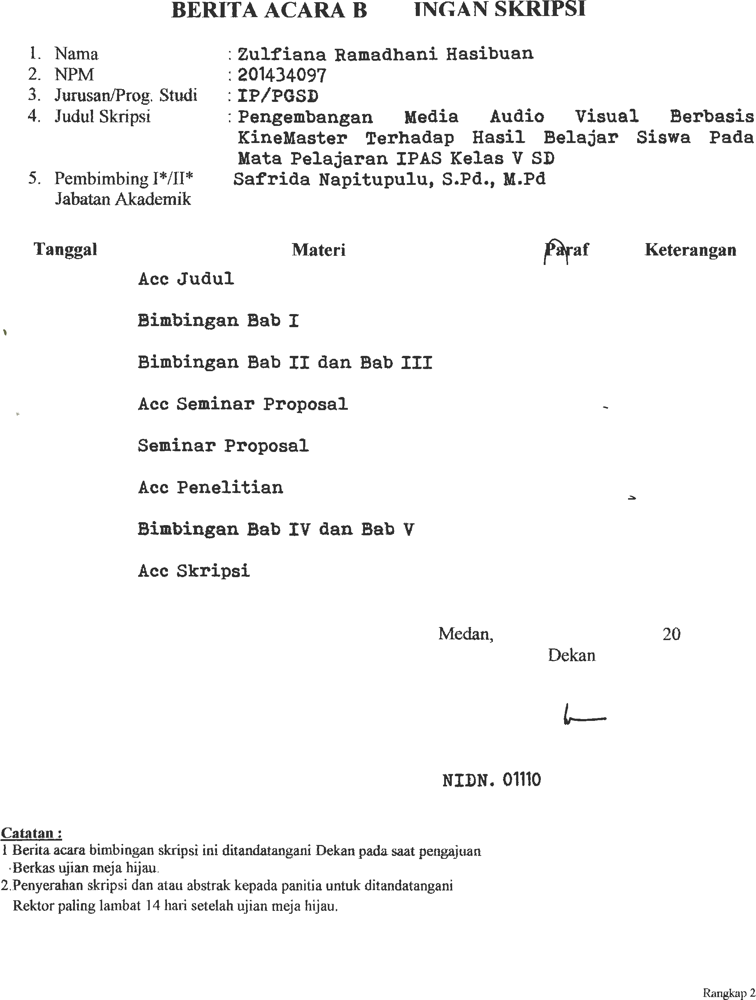 BERITA ACARA B INGAN SKRIPSI
1. Nama : Zulfiana Ramadhani Hasibuan
2. NPM : 201434097
3. Jurusan/Prog. Studi : IP/PGSD
4. Judul Skripsi : Pengembangan Media Audio Visual Berbasis
KineMaster Terhadap Hasil Belajar Siswa Pada
Mata Pelajaran IPAS Kelas V SD
5. Pembimbing I*/II* Safrida Napitupulu, S.Pd., M.Pd
Jabatan Akademik
Tanggal Materi Paraf Keterangan
Acc Judul
Bimbingan Bab I
Bimbingan Bab II dan Bab III
Acc Seminar Proposal
Seminar Proposal
Acc Penelitian
Bimbingan Bab IV dan Bab V
Acc Skripsi
Medan, 20
Dekan
NIDN. 01110
Catatan :
1 Berita acara bimbingan skripsi ini ditandatangani Dekan pada saat pengajuan
Berkas ujian meja hijau.
2.Penyerahan skripsi dan atau abstrak kepada panitia untuk ditandatangani
Rektor paling lambat 14 hari setelah ujian meja hijau.
Rangkap 2